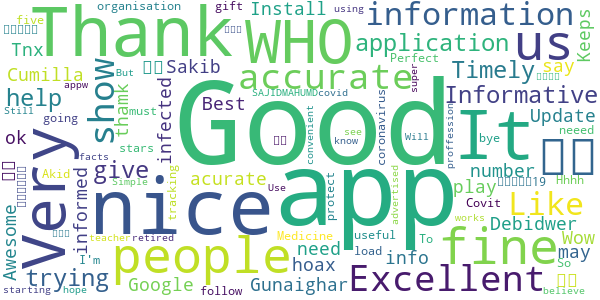 organisation
gift
using
five
Install
information
Keeps
Thank
WHO
us
Tnx
application
Perfect
super
Cumilla
Sakib
accurate
Timely
say
But
appw
help
show
thamk
infected
Best
SAJIDMAHUMD
covid
Informative
must
Still
going
Good
It
coronavirus
convenient
see
know
proffession
Update
neeed
ok
stars
Very
Akid
facts
give
acurate
Will
bye
number
19
Hhhh
informed
Simple
tracking
Use
protect
app
advertised
play
Covit
Awesome
nice
Like
I'm
teacher
retired
people
Medicine
need
useful
To
fine
Debidwer
works
Wow
may
So
trying
hoax
load
info
starting
hope
Google
follow
Gunaighar
Excellent
believe